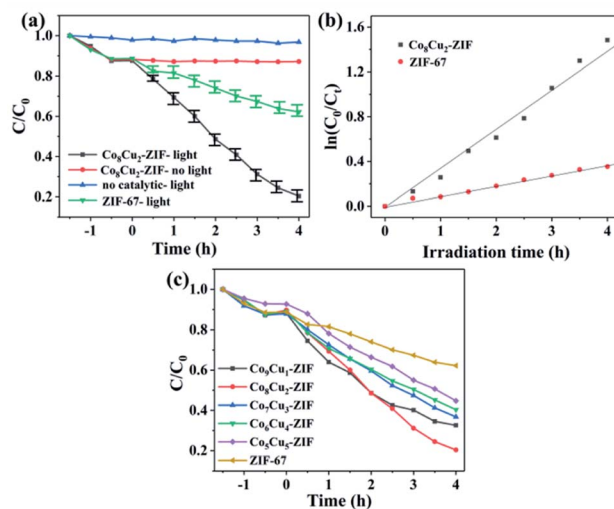 (a)
1.0
0.8
0.6
0.4
0.2
C/C₀
Co₈Cu₂-ZIF- light
Co₈Cu₂-ZIF- no light
no catalytic- light
ZIF-67- light
-1 0 1 2 3 4
Time (h)
(b)
1.6
1.2
0.8
0.4
0.0
ln(C₀/Cₜ)
Co₈Cu₂-ZIF
ZIF-67
0 1 2 3 4
Irradiation time (h)
(c)
1.0
0.8
0.6
0.4
0.2
C/C₀
Co₉Cu₁-ZIF
Co₈Cu₂-ZIF
Co₇Cu₃-ZIF
Co₆Cu₄-ZIF
Co₅Cu₅-ZIF
ZIF-67
-1 0 1 2 3 4
Time (h)